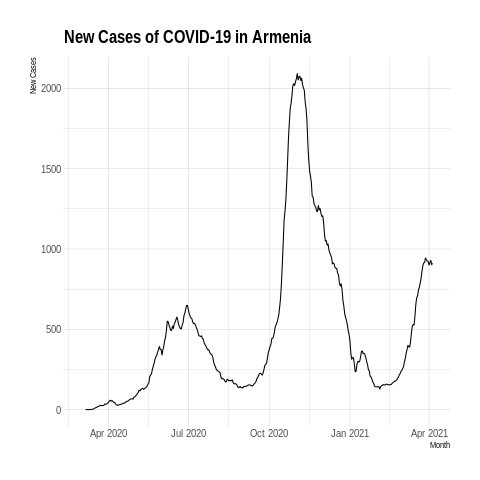 New Cases of COVID-19 in Armenia
New Cases
2000
1500
1000
500
0
Apr 2020 Jul 2020 Oct 2020 Jan 2021 Apr 2021
Month